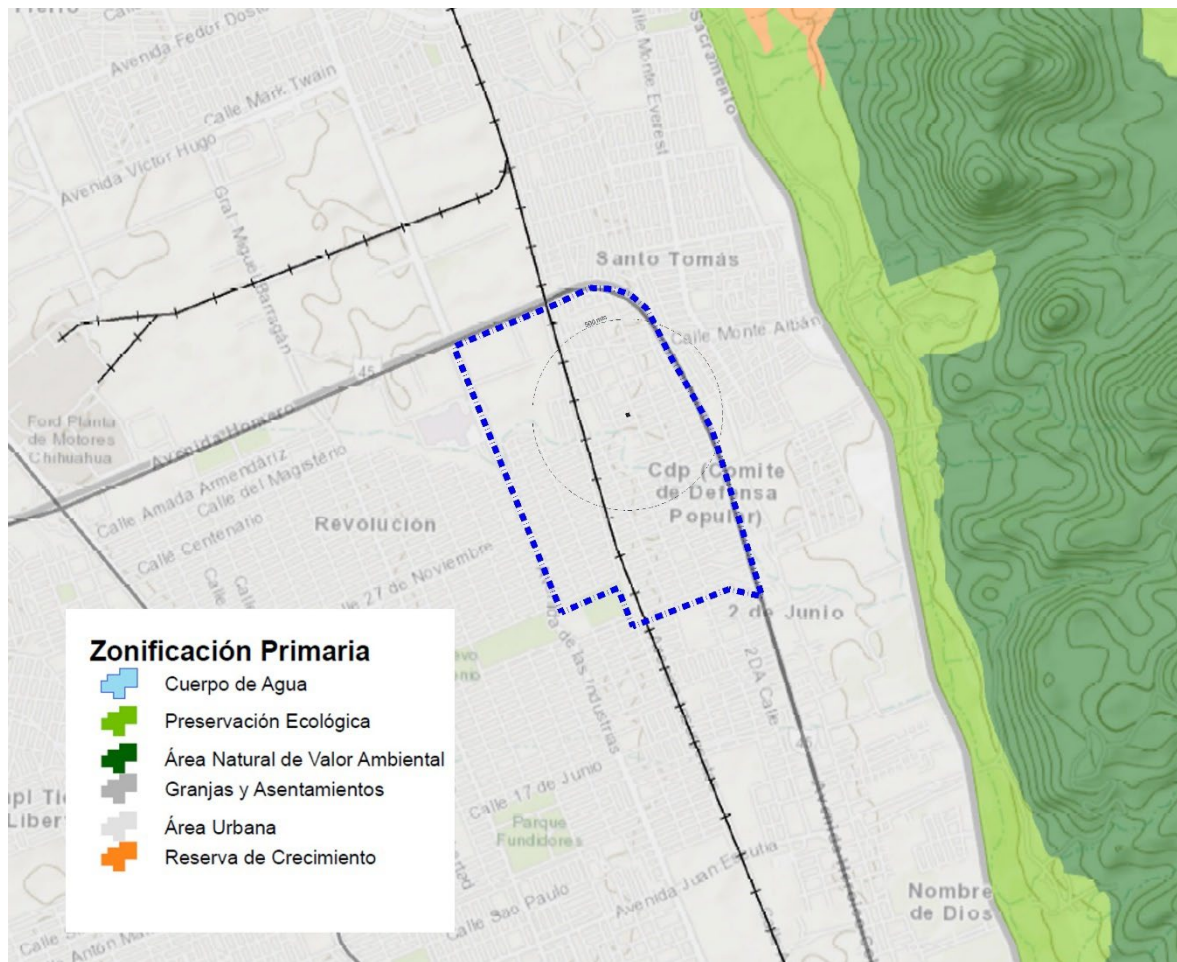 Avenida Fedor Dosto
Calle Mark Twain
Avenida Víctor Hugo
Gral. Miguel Barragán
Calle Monte Everest
Sacramento
Santo Tomás
Calle Monte Albán
500 mts
45
Avenida Homero
Ford Planta
de Motores
Chihuahua
Calle Amada Armendáriz
Calle del Magisterio
Calle Centenario
Revolución
Calle
Calle
lle 27 de Noviembre
Cdp (Comite
de Defensa
Popular)
2 de Junio
2DA Calle
da de las Industrias
Calle 17 de Junio
Parque
Fundidores
Avenida Juan Escutia
Calle Sao Paulo
Nombre
de Dios
Zonificación Primaria
Cuerpo de Agua
Preservación Ecológica
Área Natural de Valor Ambiental
Granjas y Asentamientos
Área Urbana
Reserva de Crecimiento